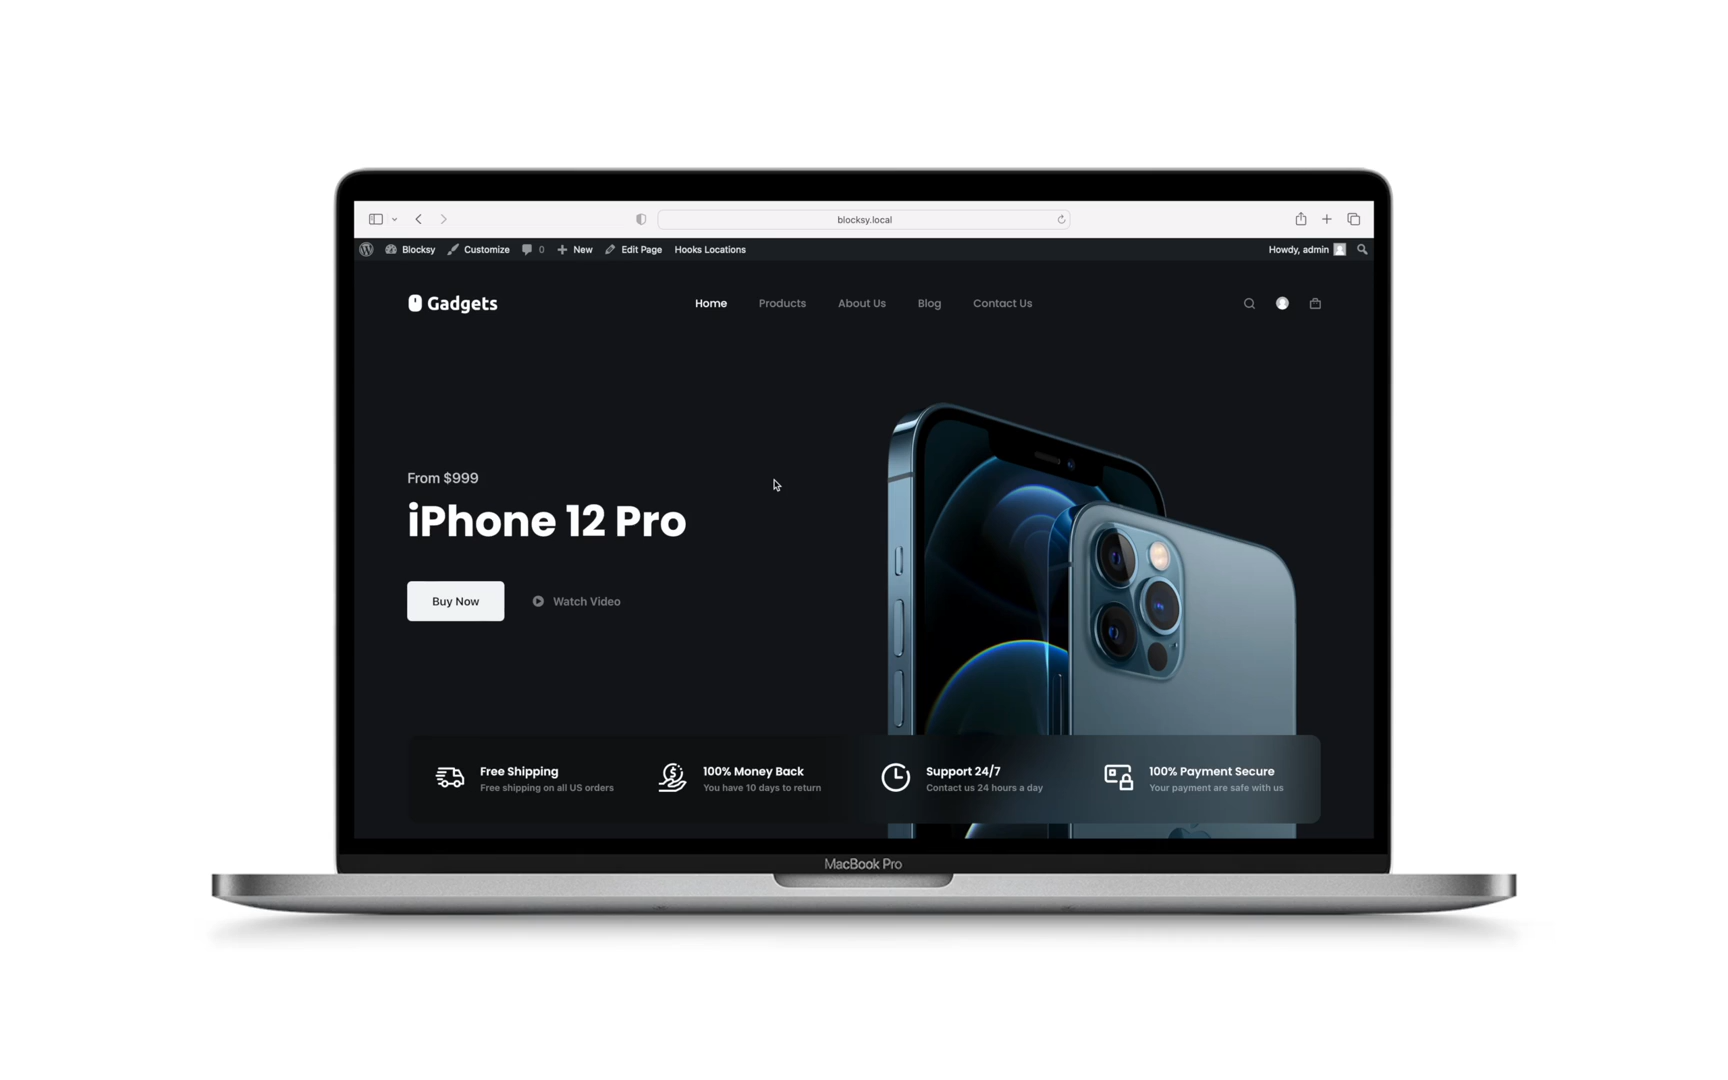 blocksy.local
Blocksy Customize 0 New Edit Page Hooks Locations Howdy, admin
Gadgets Home Products About Us Blog Contact Us
From $999
iPhone 12 Pro
Buy Now Watch Video
Free Shipping
Free shipping on all US orders
100% Money Back
You have 10 days to return
Support 24/7
Contact us 24 hours a day
100% Payment Secure
Your payment are safe with us
MacBook Pro